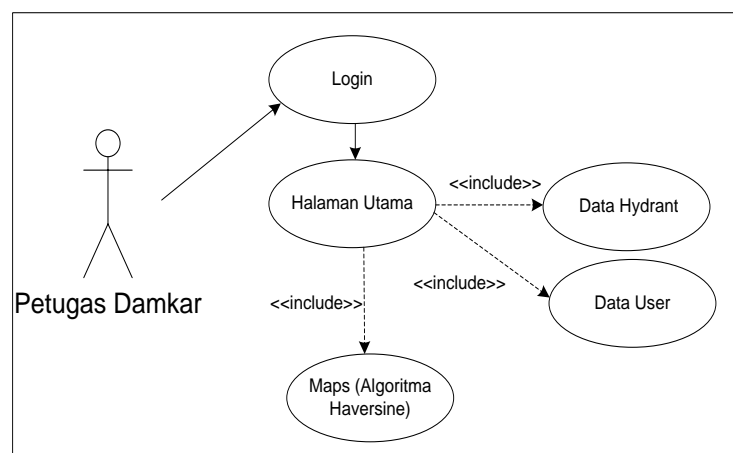 Login
Halaman Utama
<<include>>
Data Hydrant
<<include>>
Data User
Petugas Damkar
<<include>>
Maps (Algoritma
Haversine)